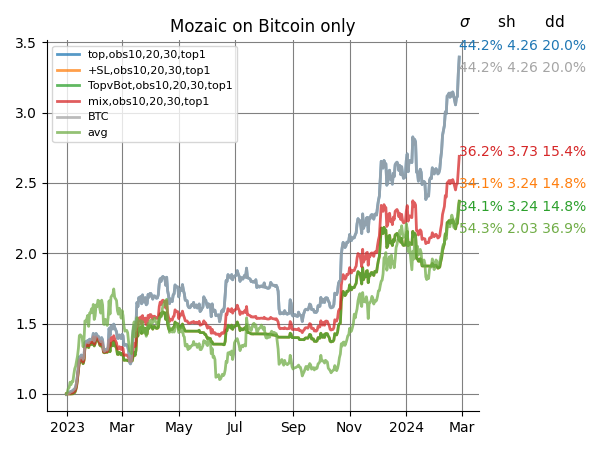 Mozaic on Bitcoin only
σ sh dd
44.2% 4.26 20.0%
44.2% 4.26 20.0%
36.2% 3.73 15.4%
34.1% 3.24 14.8%
34.1% 3.24 14.8%
54.3% 2.03 36.9%
top,obs10,20,30,top1
+SL,obs10,20,30,top1
TopvBot,obs10,20,30,top1
mix,obs10,20,30,top1
BTC
avg
3.5
3.0
2.5
2.0
1.5
1.0
2023 Mar May Jul Sep Nov 2024 Mar